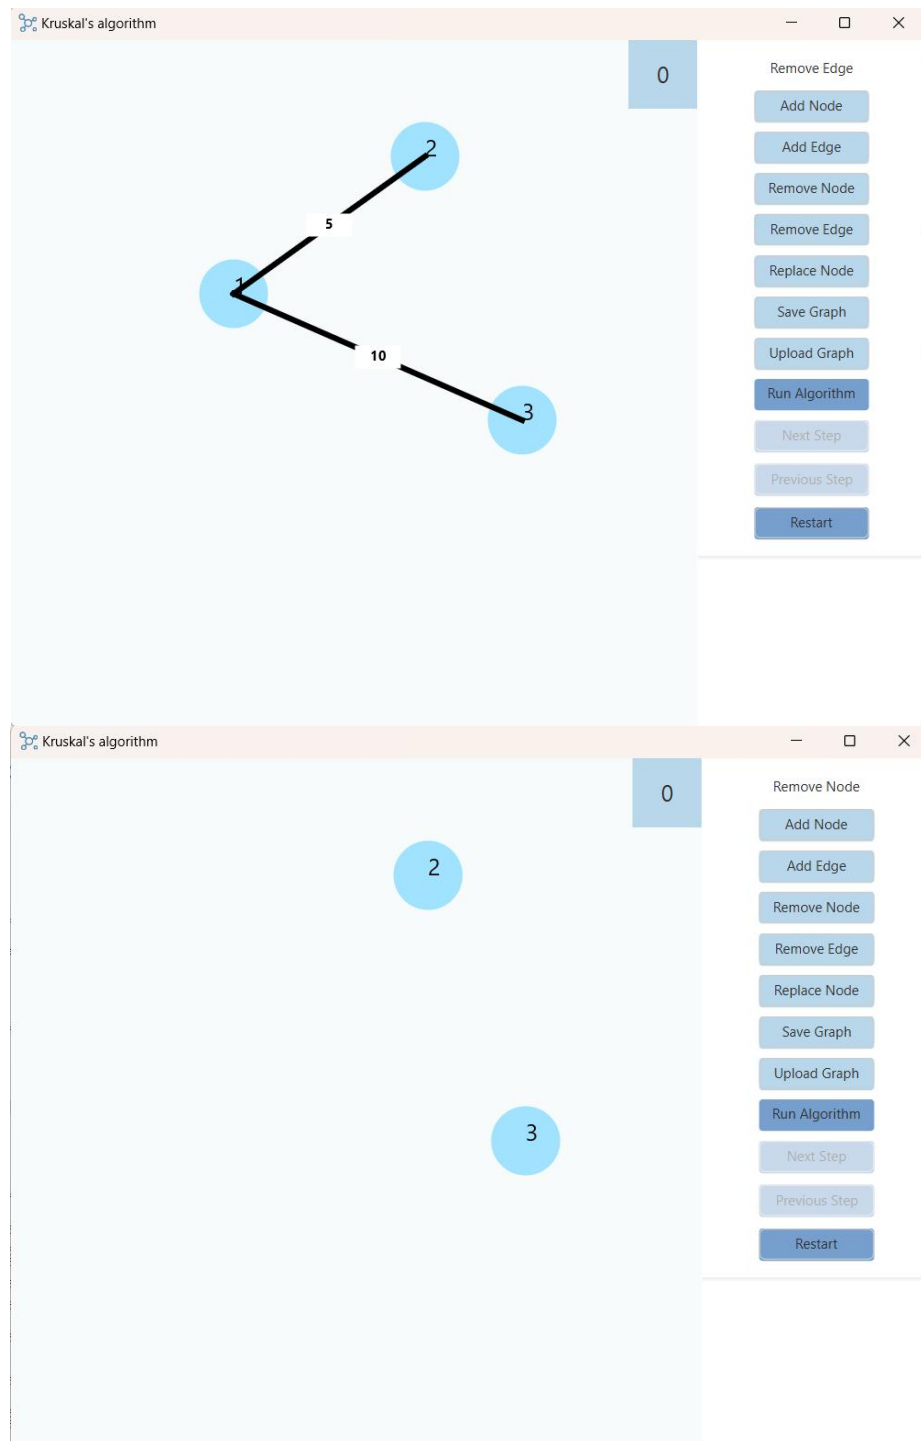 Kruskal's algorithm
0
Remove Edge
Add Node
2
Add Edge
Remove Node
5
Remove Edge
1
Replace Node
Save Graph
10
Upload Graph
Run Algorithm
3
Next Step
Previous Step
Restart
Kruskal's algorithm
0
Remove Node
Add Node
2
Add Edge
Remove Node
Remove Edge
Replace Node
Save Graph
Upload Graph
Run Algorithm
3
Next Step
Previous Step
Restart